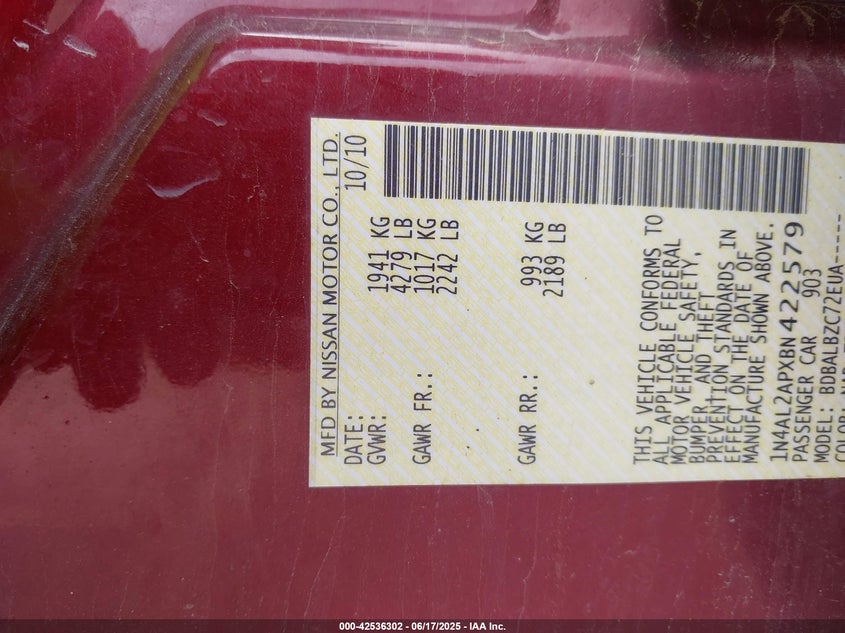 MFD BY NISSAN MOTOR CO., LTD.
DATE: 10/10
GVWR: 1941 KG
4279 LB
GAWR FR.: 1017 KG
2242 LB
GAWR RR.: 993 KG
2189 LB
THIS VEHICLE CONFORMS TO
ALL APPLICABLE FEDERAL
MOTOR VEHICLE SAFETY,
BUMPER AND THEFT
PREVENTION STANDARDS IN
EFFECT ON THE DATE OF
MANUFACTURE SHOWN ABOVE.
1N4AL2APXBN422579
PASSENGER CAR 903
MODEL: BDBALBZC72EUA-----
COLOR:
000-42536302 - 06/17/2025 - IAA Inc.